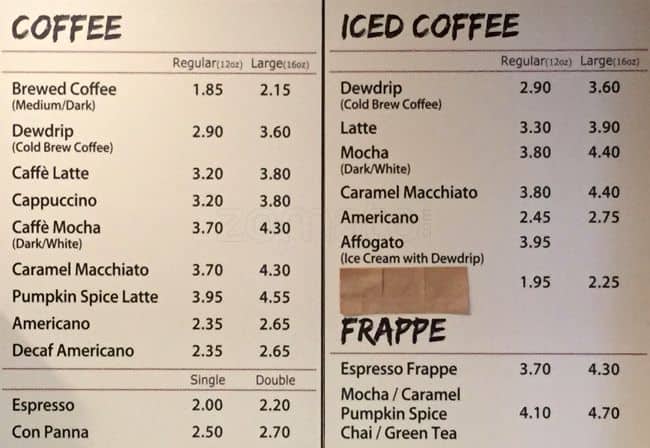 COFFEE
Regular(12oz) Large(16oz)
Brewed Coffee 1.85 2.15
(Medium/Dark)
Dewdrip 2.90 3.60
(Cold Brew Coffee)
Caffè Latte 3.20 3.80
Cappuccino 3.20 3.80
Caffè Mocha 3.70 4.30
(Dark/White)
Caramel Macchiato 3.70 4.30
Pumpkin Spice Latte 3.95 4.55
Americano 2.35 2.65
Decaf Americano 2.35 2.65
Single Double
Espresso 2.00 2.20
Con Panna 2.50 2.70
ICED COFFEE
Regular(12oz) Large(16oz)
Dewdrip 2.90 3.60
(Cold Brew Coffee)
Latte 3.30 3.90
Mocha 3.80 4.40
(Dark/White)
Caramel Macchiato 3.80 4.40
Americano 2.45 2.75
Affogato 3.95
(Ice Cream with Dewdrip)
1.95 2.25
FRAPPE
Espresso Frappe 3.70 4.30
Mocha / Caramel
Pumpkin Spice 4.10 4.70
Chai / Green Tea